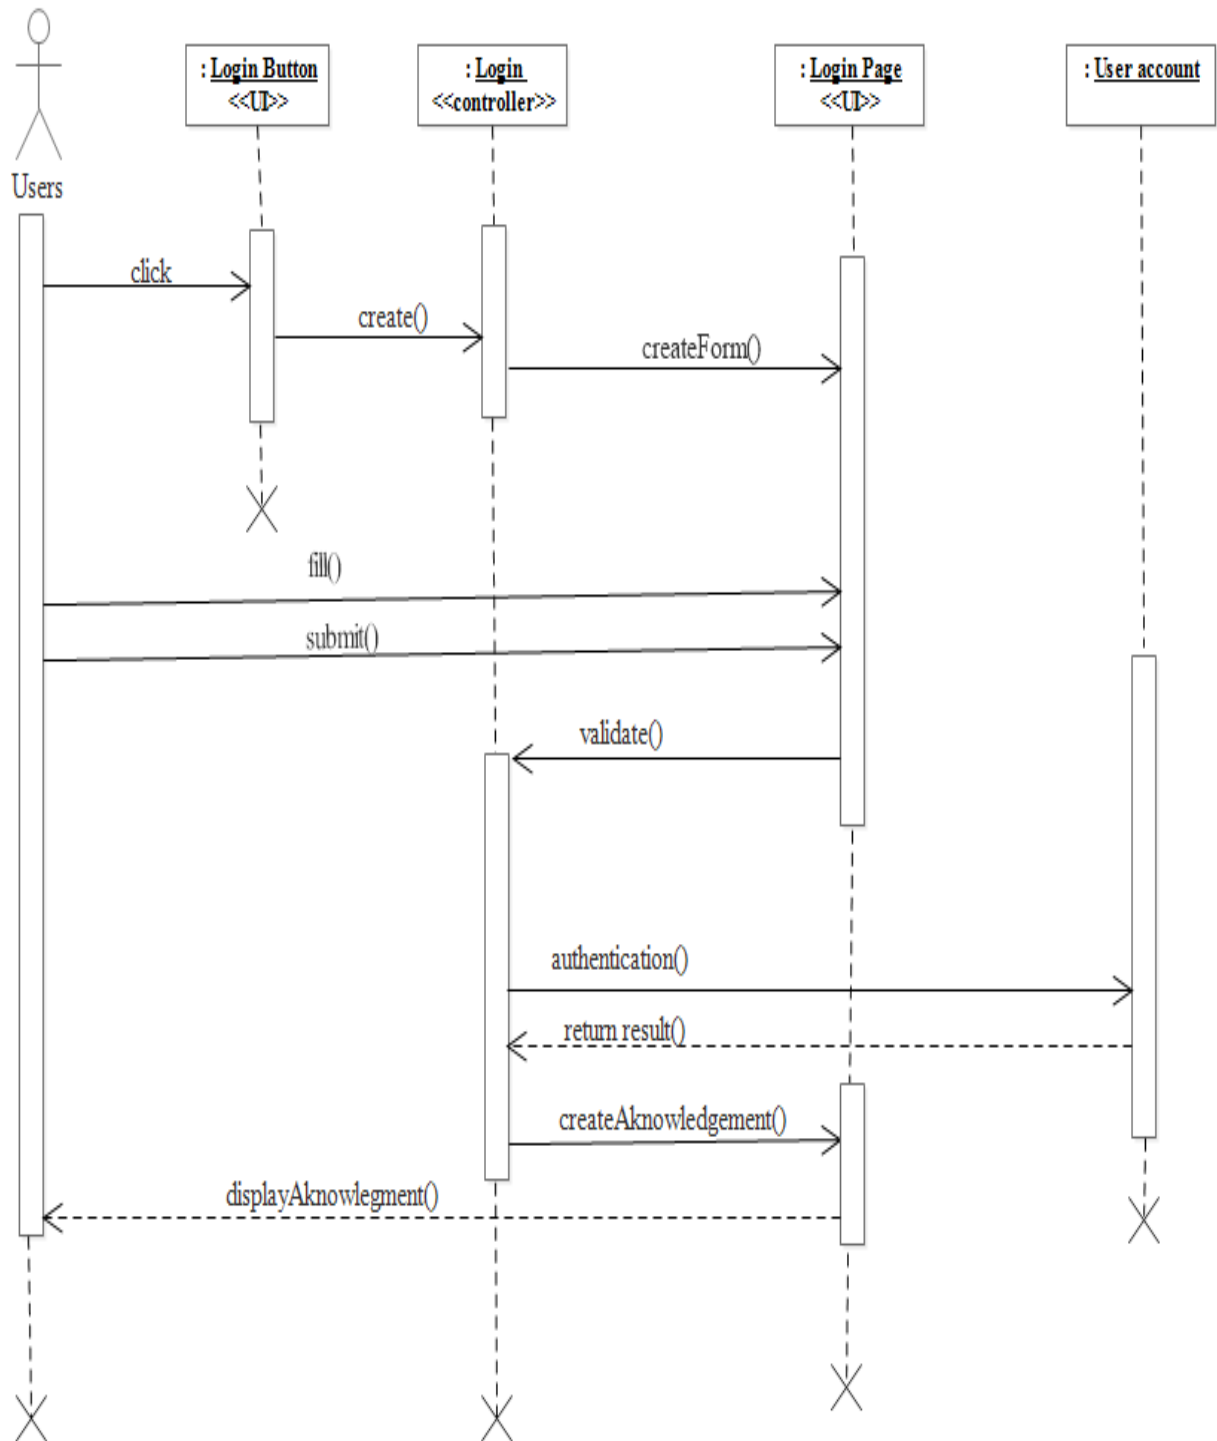 : Login Button
<<UI>>
: Login
<<controller>>
: Login Page
<<UI>>
: User account
Users
click
create()
createForm()
fill()
submit()
validate()
authentication()
return result()
createAknowledgement()
displayAknowlegment()